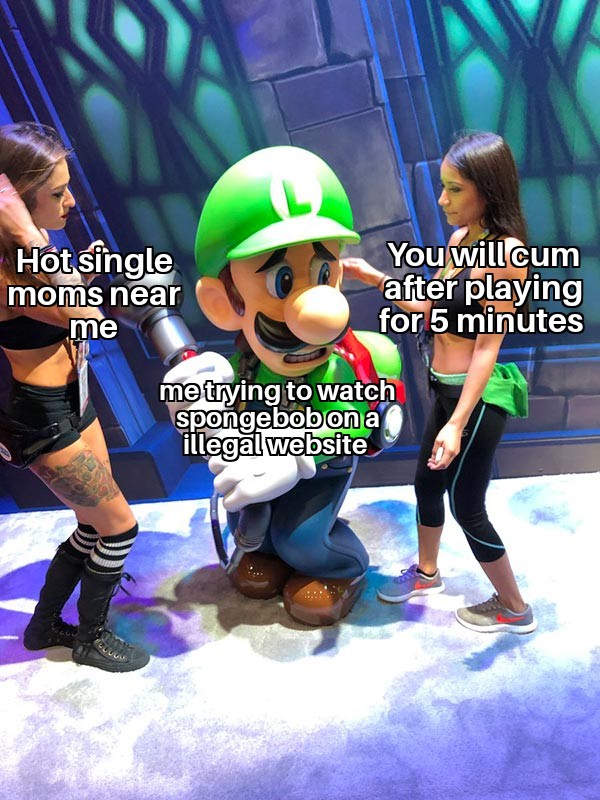 Hot single
moms near
me
You will cum
after playing
for 5 minutes
me trying to watch
spongebob on a
illegal website
L